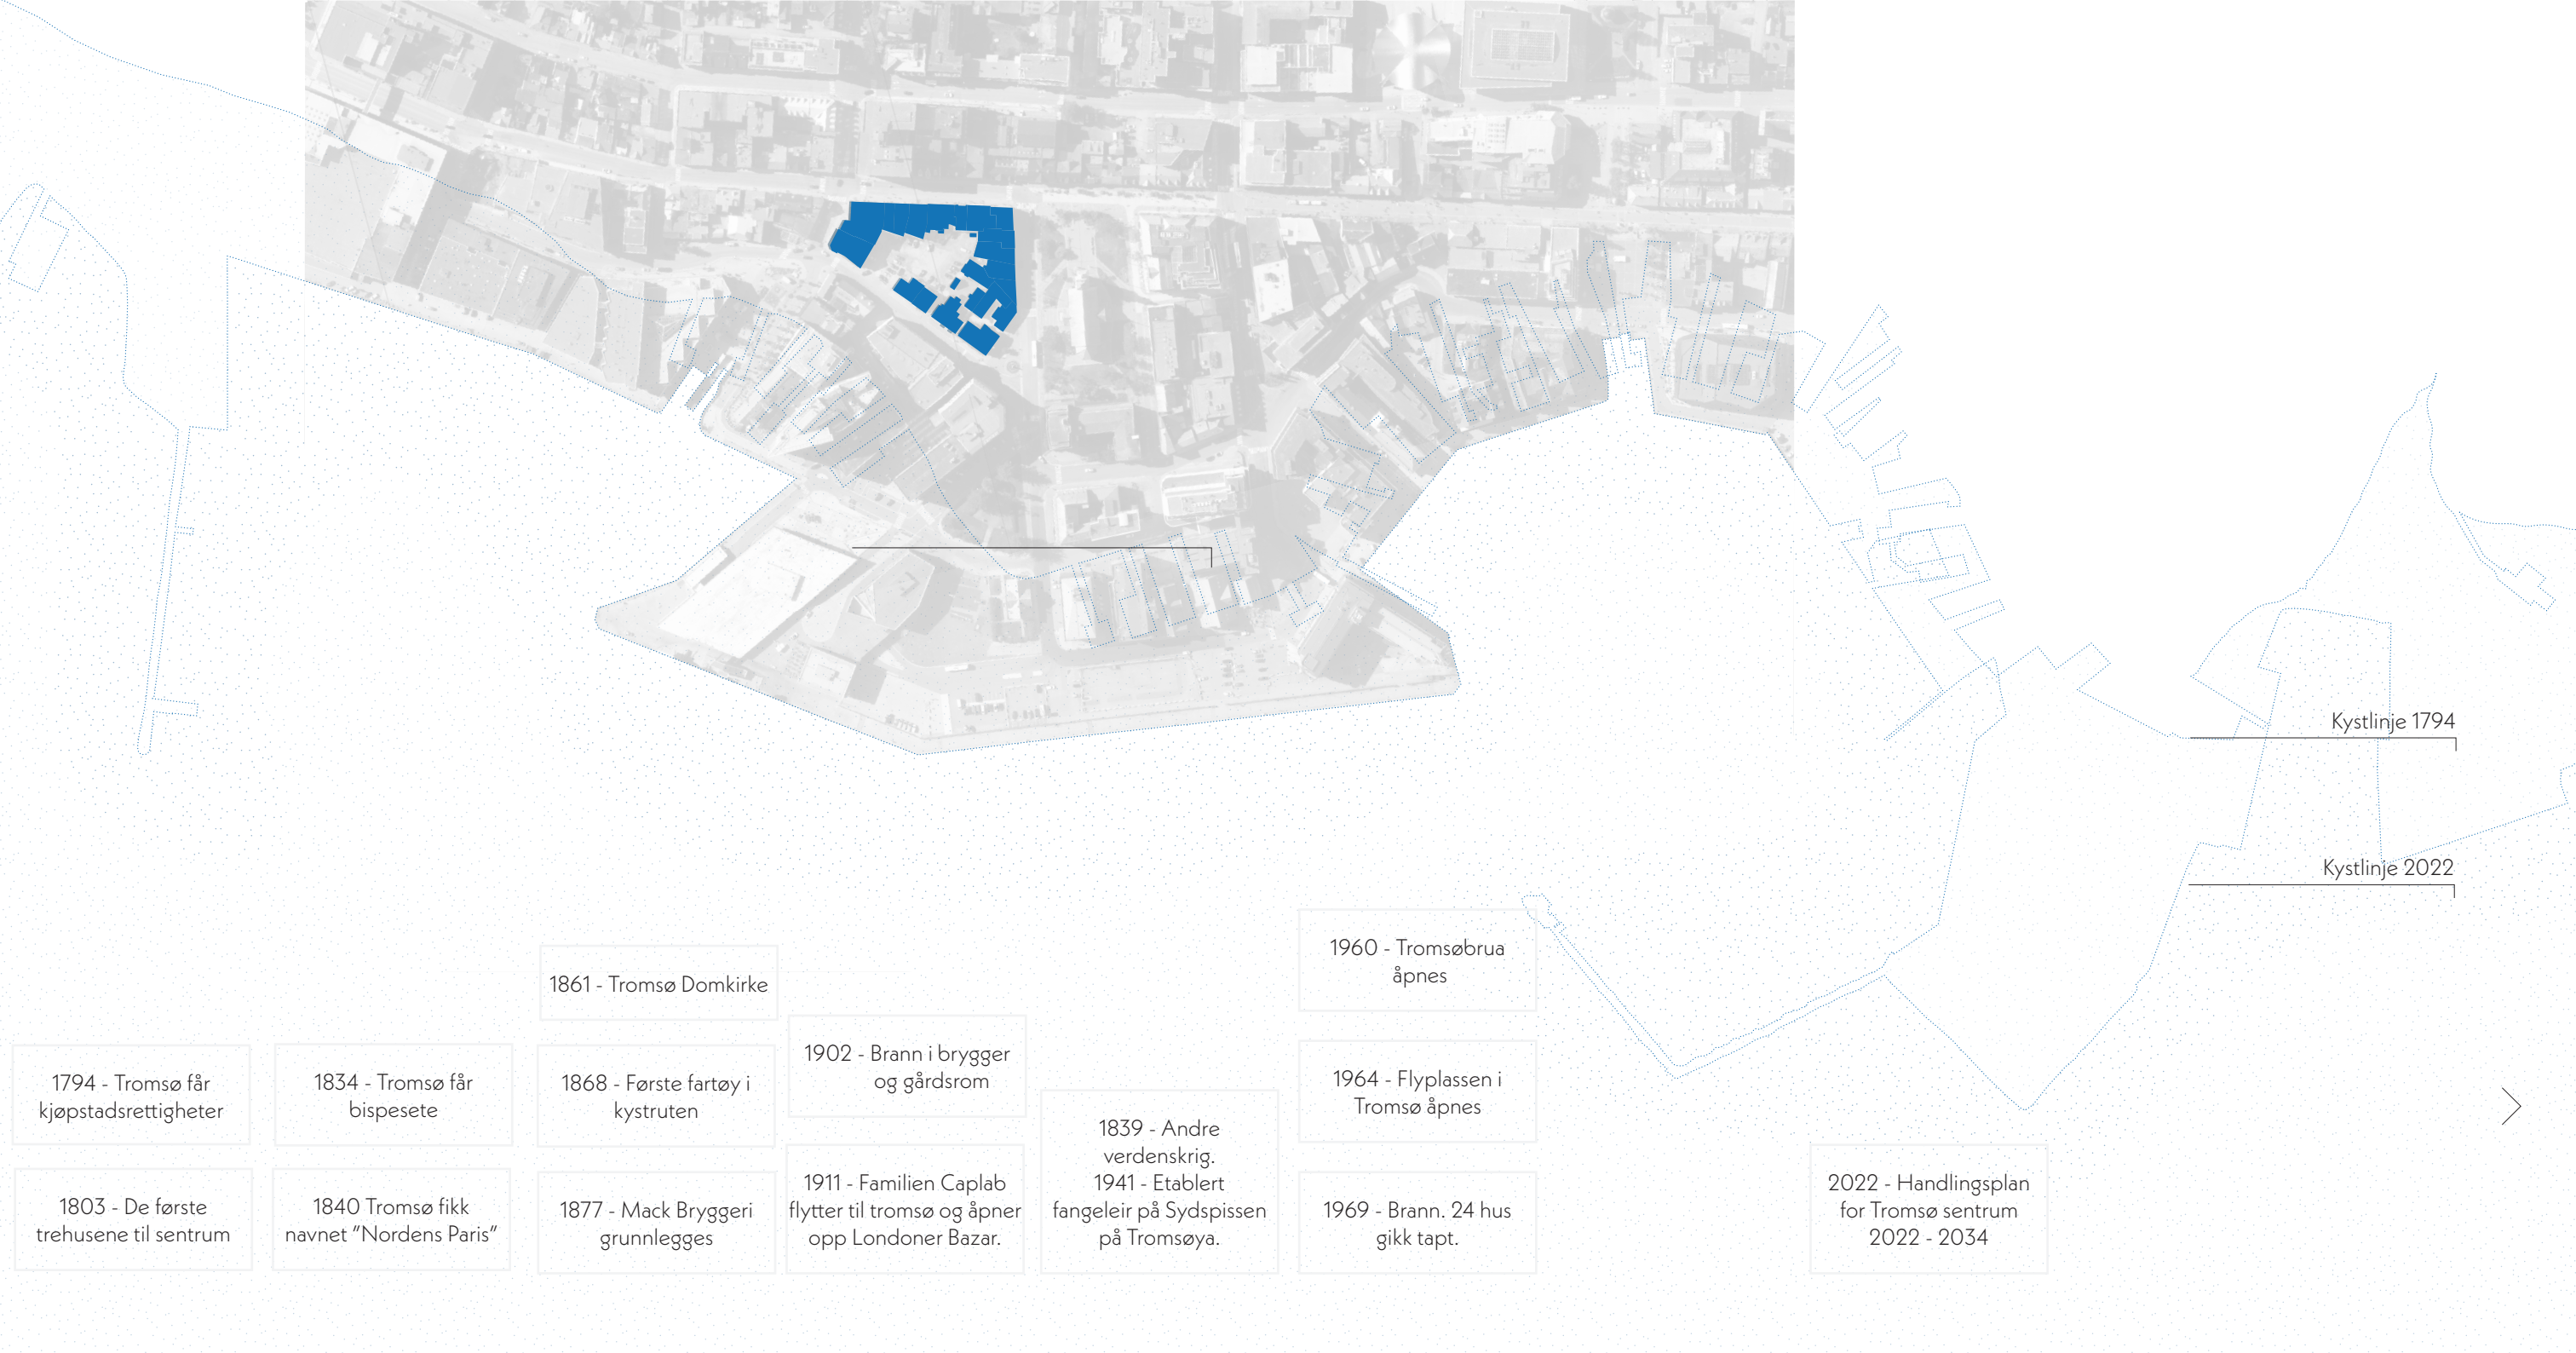 Kystlinje 1794
Kystlinje 2022
1794 - Tromsø får
kjøpstadsrettigheter
1803 - De første
trehusene til sentrum
1834 - Tromsø får
bispesete
1840 Tromsø fikk
navnet "Nordens Paris"
1861 - Tromsø Domkirke
1868 - Første fartøy i
kystruten
1877 - Mack Bryggeri
grunnlegges
1902 - Brann i brygger
og gårdsrom
1911 - Familien Caplab
flytter til tromsø og åpner
opp Londoner Bazar.
1839 - Andre
verdenskrig.
1941 - Etablert
fangeleir på Sydspissen
på Tromsøya.
1960 - Tromsøbrua
åpnes
1964 - Flyplassen i
Tromsø åpnes
1969 - Brann. 24 hus
gikk tapt.
2022 - Handlingsplan
for Tromsø sentrum
2022 - 2034